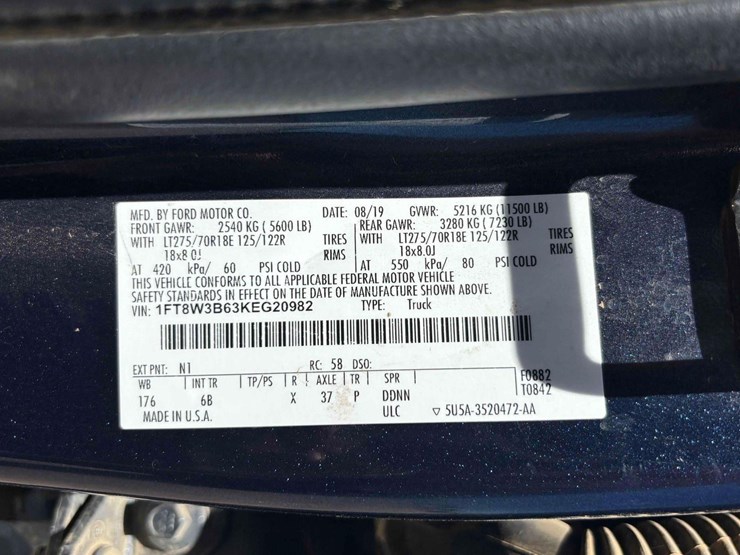 MFD. BY FORD MOTOR CO. DATE: 08/19 GVWR: 5216 KG (11500 LB)
FRONT GAWR: 2540 KG ( 5600 LB) REAR GAWR: 3280 KG ( 7230 LB)
WITH LT275/70R18E 125/122R TIRES WITH LT275/70R18E 125/122R TIRES
18x8.0J RIMS 18x8.0J RIMS
AT 420 kPa/ 60 PSI COLD AT 550 kPa/ 80 PSI COLD
THIS VEHICLE CONFORMS TO ALL APPLICABLE FEDERAL MOTOR VEHICLE
SAFETY STANDARDS IN EFFECT ON THE DATE OF MANUFACTURE SHOWN ABOVE.
VIN: 1FT8W3B63KEG20982 TYPE: Truck
EXT PNT: N1 RC: 58 DSO:
WB INT TR TP/PS R AXLE TR SPR F0882
176 6B X 37 P DDNN T0842
MADE IN U.S.A. ULC ▽ 5U5A-3520472-AA